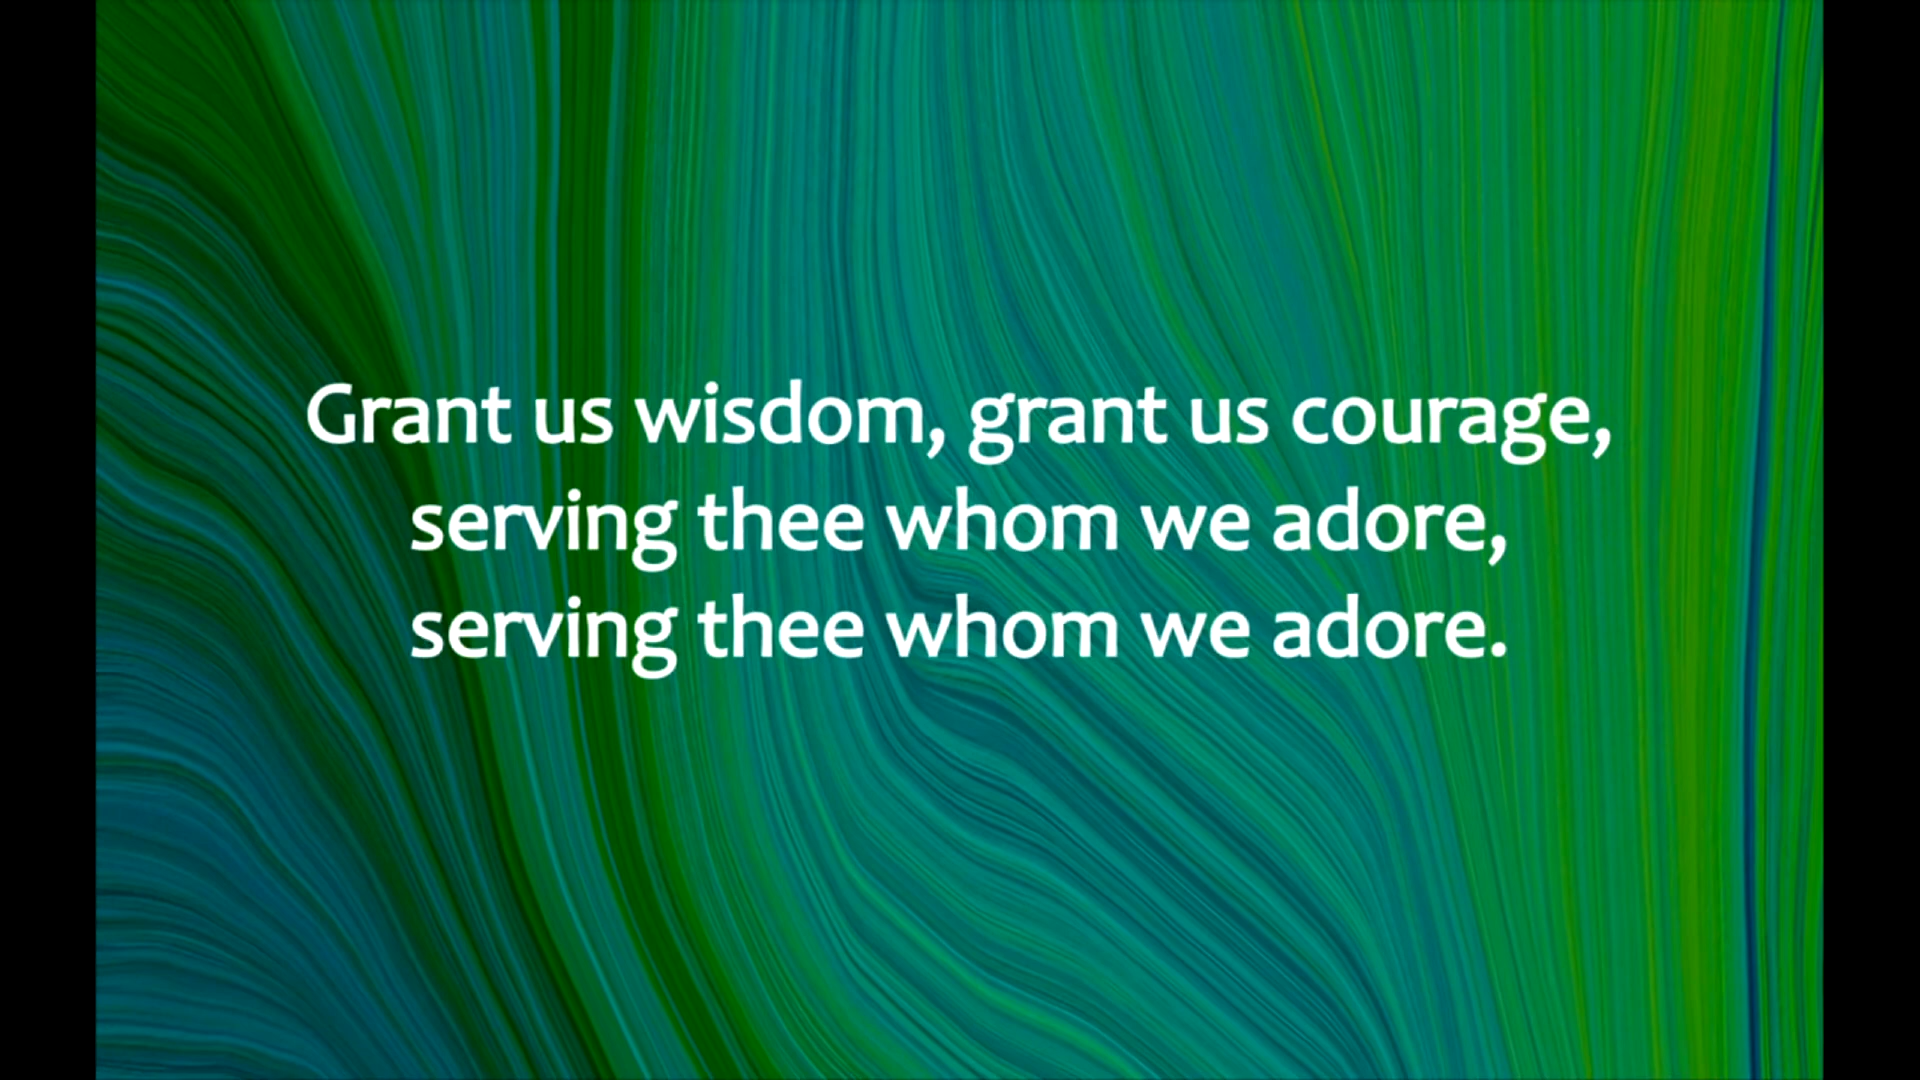 Grant us wisdom, grant us courage,
serving thee whom we adore,
serving thee whom we adore.